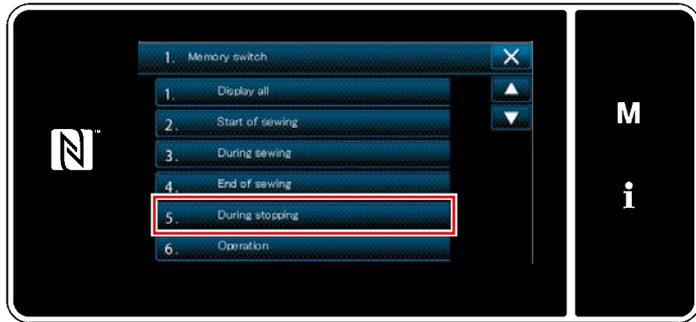 1. Memory switch
1. Display all
2. Start of sewing
3. During sewing
4. End of sewing
5. During stopping
6. Operation
N™
M
i